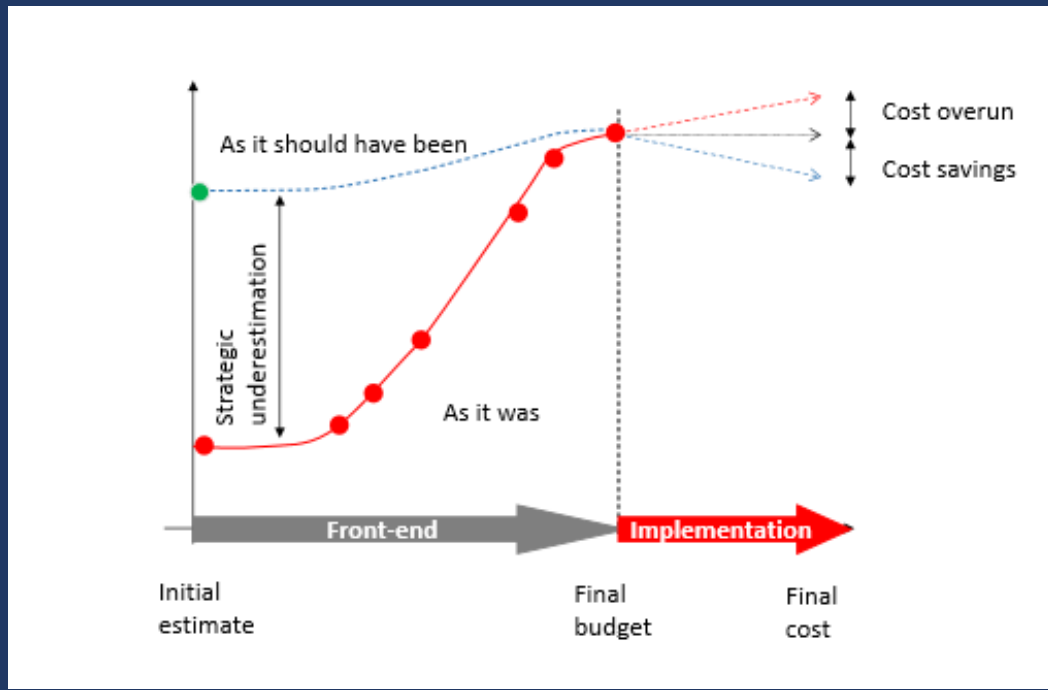 As it should have been
Cost overun
Cost savings
Strategic
underestimation
As it was
Front-end
Implementation
Initial
estimate
Final
budget
Final
cost